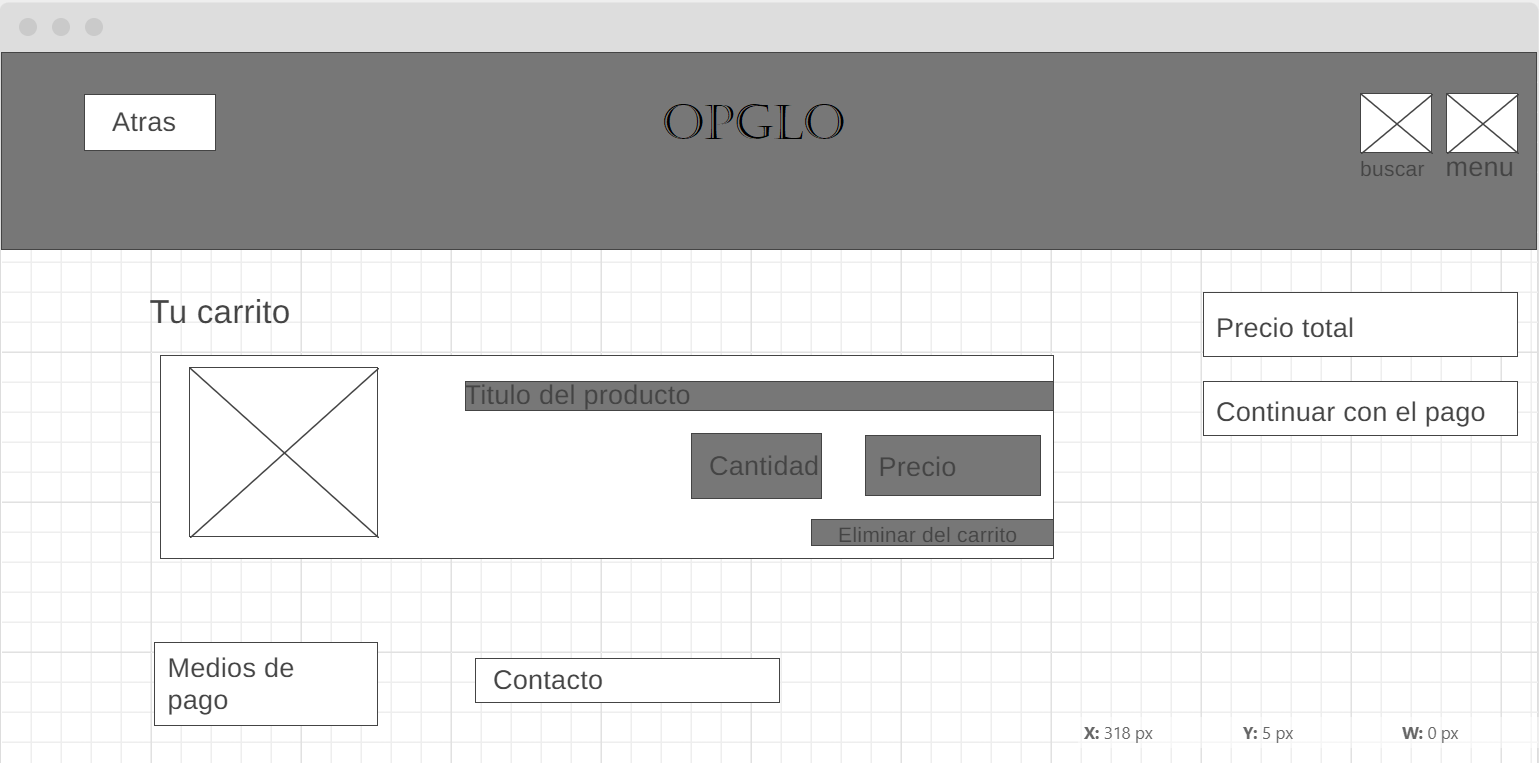 Atras
OPGLO
buscar
menu
Tu carrito
Precio total
Titulo del producto
Continuar con el pago
Cantidad
Precio
Eliminar del carrito
Medios de
pago
Contacto
X: 318 px Y: 5 px W: 0 px